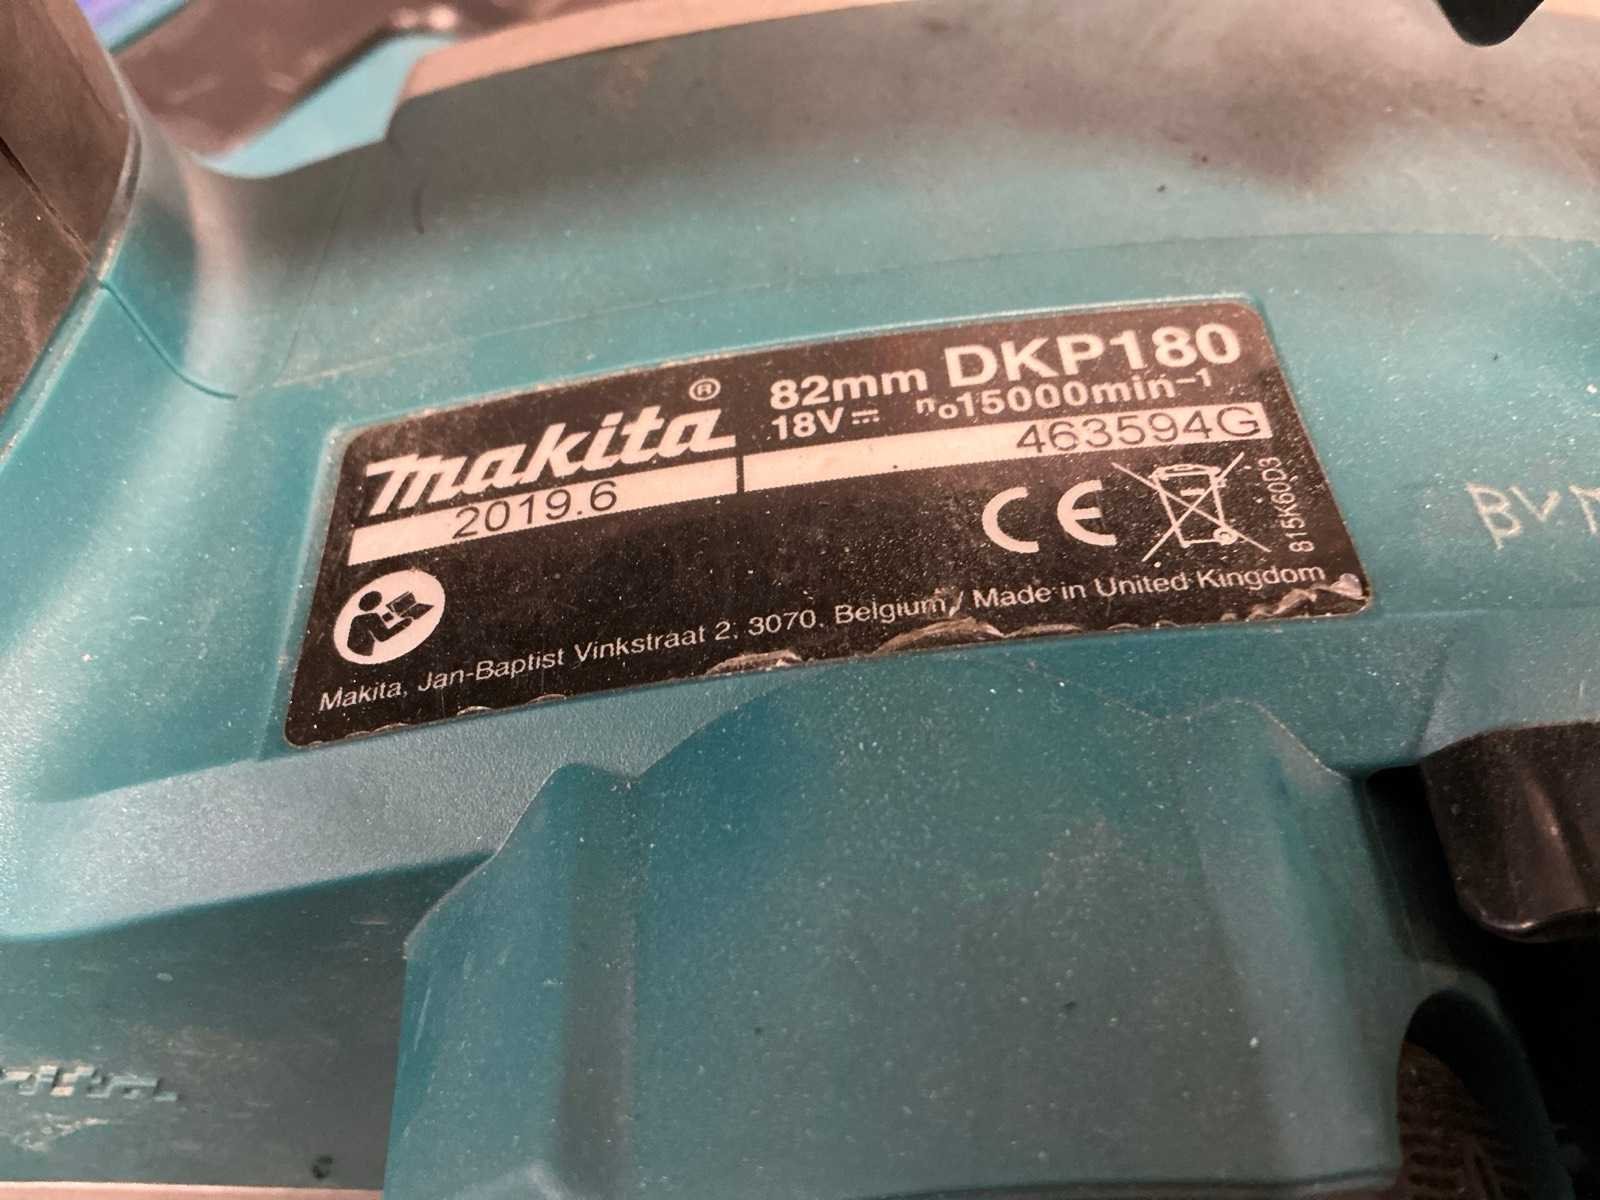 makita®
82mm DKP180
18V⎓ n₀15000min⁻¹
2019.6
463594G
CE
815K60D3
Makita, Jan-Baptist Vinkstraat 2, 3070, Belgium / Made in United Kingdom